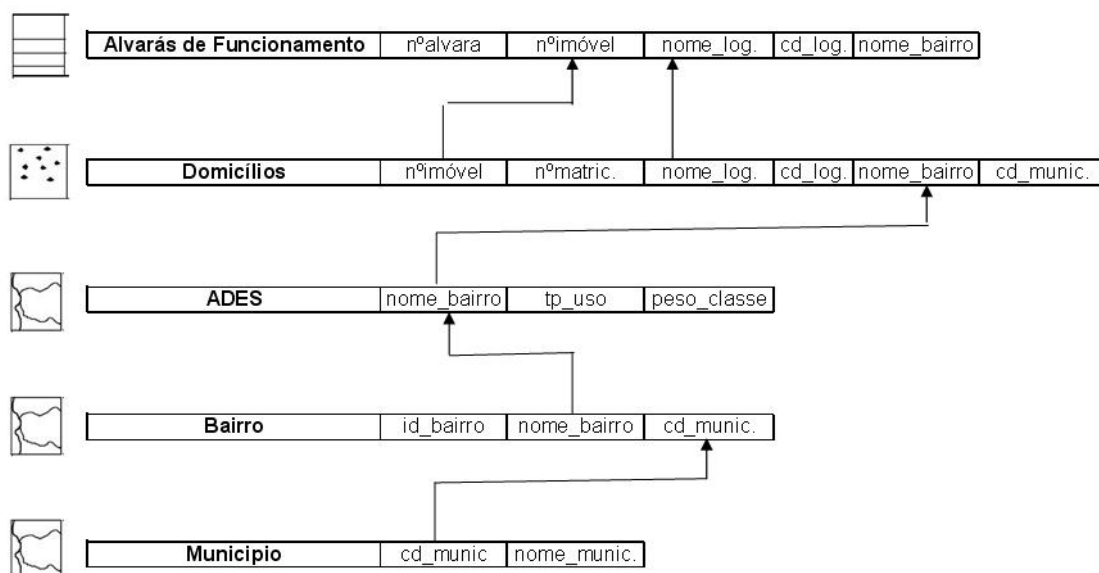 Alvarás de Funcionamento nºalvara nºimóvel nome_log. cd_log. nome_bairro
Domicílios nºimóvel nºmatric. nome_log. cd_log. nome_bairro cd_munic.
ADES nome_bairro tp_uso peso_classe
Bairro id_bairro nome_bairro cd_munic.
Municipio cd_munic nome_munic.